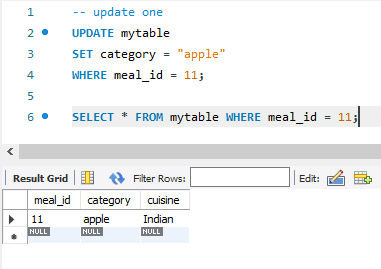 1 -- update one
2 UPDATE mytable
3 SET category = "apple"
4 WHERE meal_id = 11;
5
6 SELECT * FROM mytable WHERE meal_id = 11;
Result Grid Filter Rows: Edit:
meal_id category cuisine
11 apple Indian
NULL NULL NULL